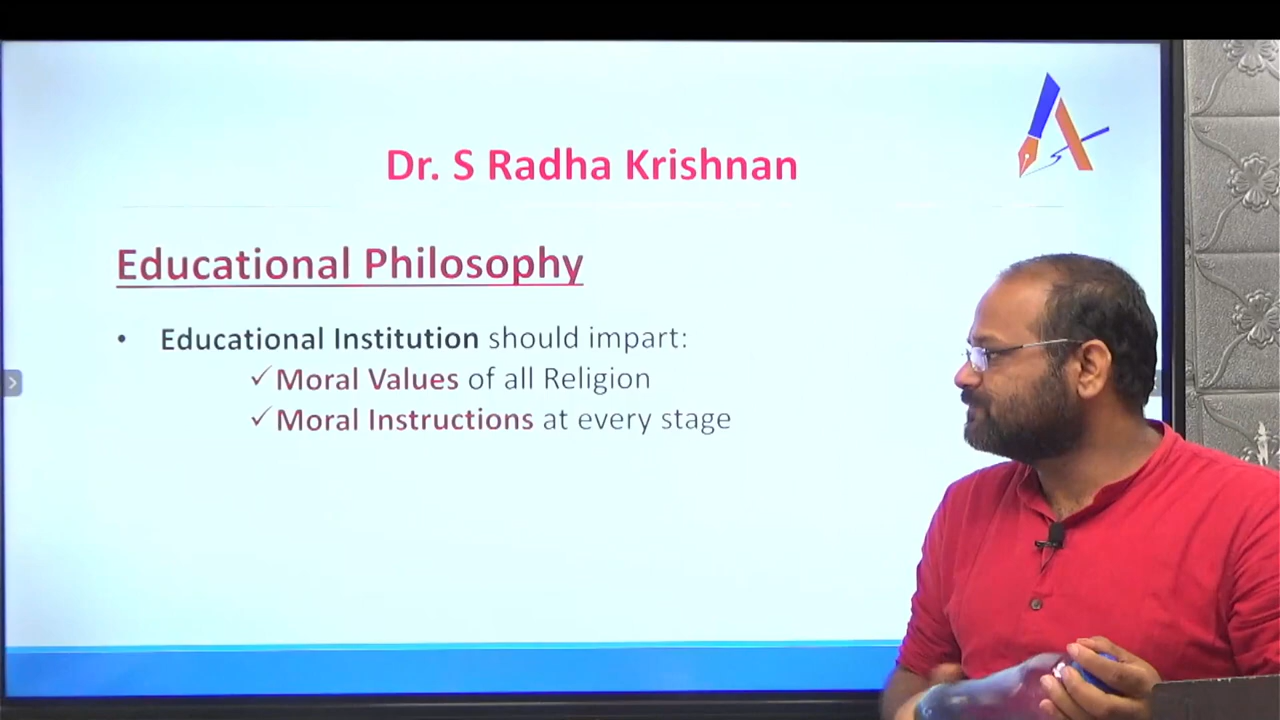 Dr. S Radha Krishnan
Educational Philosophy
• Educational Institution should impart:
✓Moral Values of all Religion
✓Moral Instructions at every stage